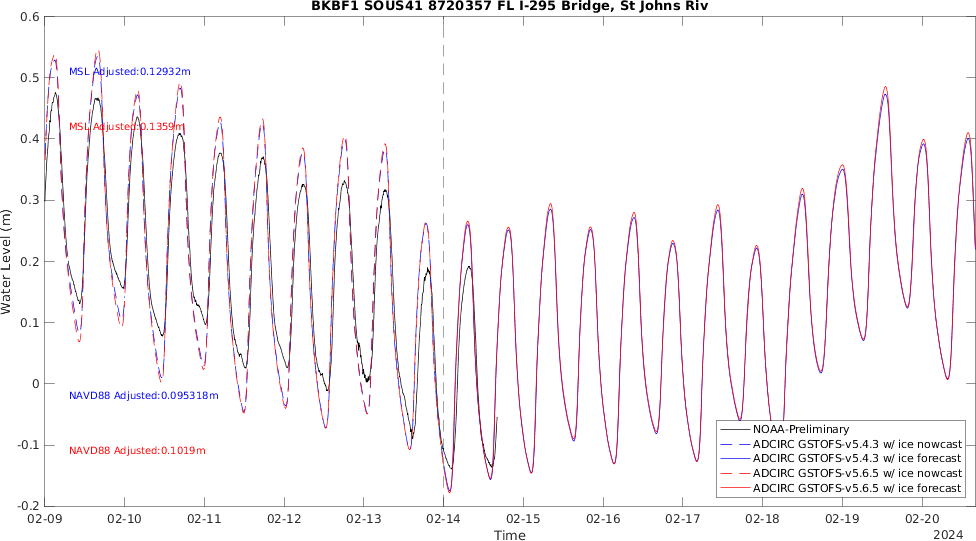 BKBF1 SOUS41 8720357 FL I-295 Bridge, St Johns Riv
0.6
0.5
0.4
0.3
0.2
0.1
0
-0.1
-0.2
Water Level (m)
MSL Adjusted:0.12932m
MSL Adjusted:0.1359m
NAVD88 Adjusted:0.095318m
NAVD88 Adjusted:0.1019m
NOAA-Preliminary
ADCIRC GSTOFS-v5.4.3 w/ ice nowcast
ADCIRC GSTOFS-v5.4.3 w/ ice forecast
ADCIRC GSTOFS-v5.6.5 w/ ice nowcast
ADCIRC GSTOFS-v5.6.5 w/ ice forecast
02-09 02-10 02-11 02-12 02-13 02-14 02-15 02-16 02-17 02-18 02-19 02-20
Time
2024